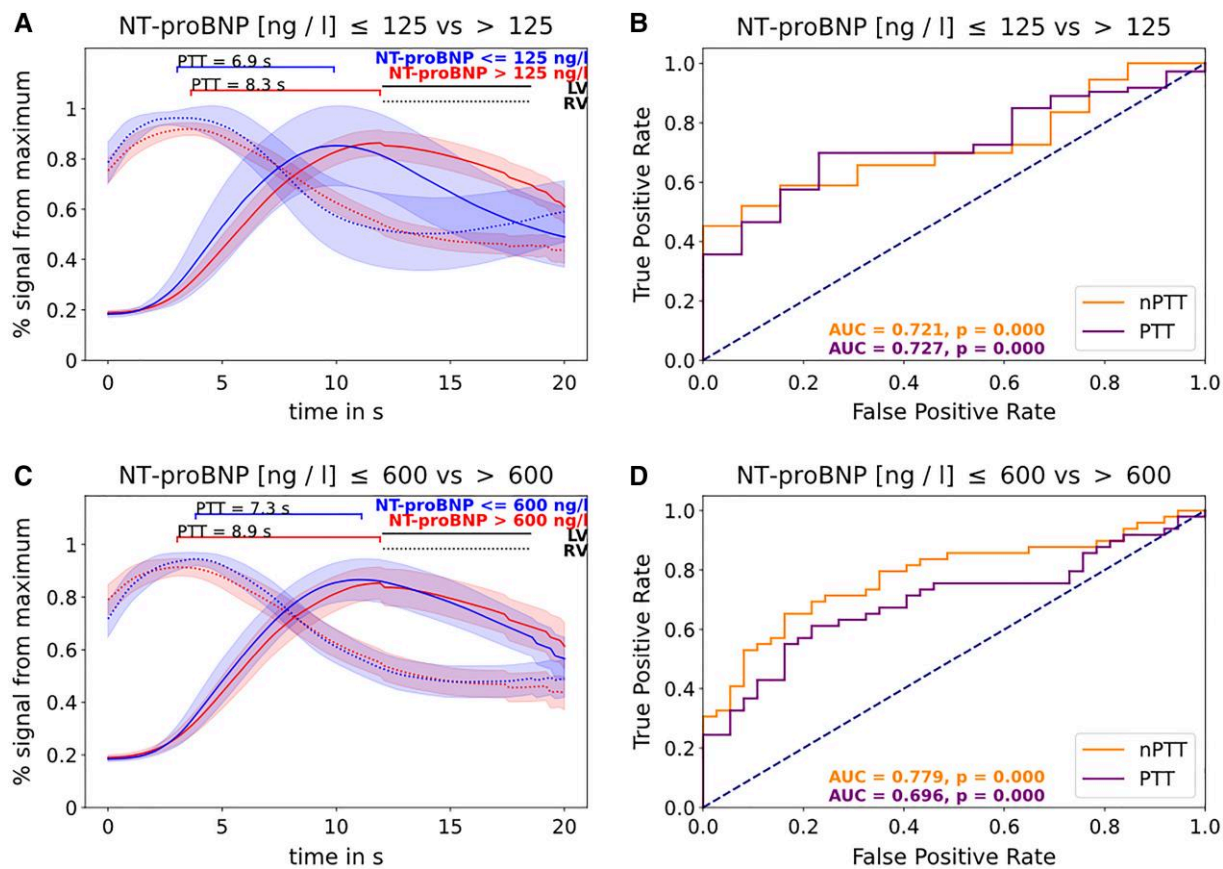 A
NT-proBNP [ng / l] ≤ 125 vs > 125
PTT = 6.9 s
NT-proBNP <= 125 ng/l
NT-proBNP > 125 ng/l
PTT = 8.3 s
LV
RV
1
0.8
0.6
0.4
0.2
0
% signal from maximum
0 5 10 15 20
time in s
B
NT-proBNP [ng / l] ≤ 125 vs > 125
1.0
0.8
0.6
0.4
0.2
0.0
True Positive Rate
nPTT
PTT
AUC = 0.721, p = 0.000
AUC = 0.727, p = 0.000
0.0 0.2 0.4 0.6 0.8 1.0
False Positive Rate
C
NT-proBNP [ng / l] ≤ 600 vs > 600
PTT = 7.3 s
NT-proBNP <= 600 ng/l
NT-proBNP > 600 ng/l
PTT = 8.9 s
LV
RV
1
0.8
0.6
0.4
0.2
0
% signal from maximum
0 5 10 15 20
time in s
D
NT-proBNP [ng / l] ≤ 600 vs > 600
1.0
0.8
0.6
0.4
0.2
0.0
True Positive Rate
nPTT
PTT
AUC = 0.779, p = 0.000
AUC = 0.696, p = 0.000
0.0 0.2 0.4 0.6 0.8 1.0
False Positive Rate